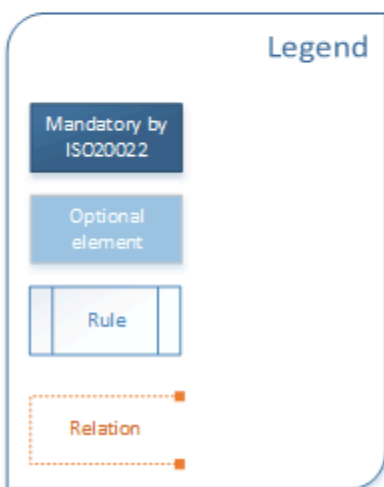 Legend
Mandatory by
ISO20022
Optional
element
Rule
Relation